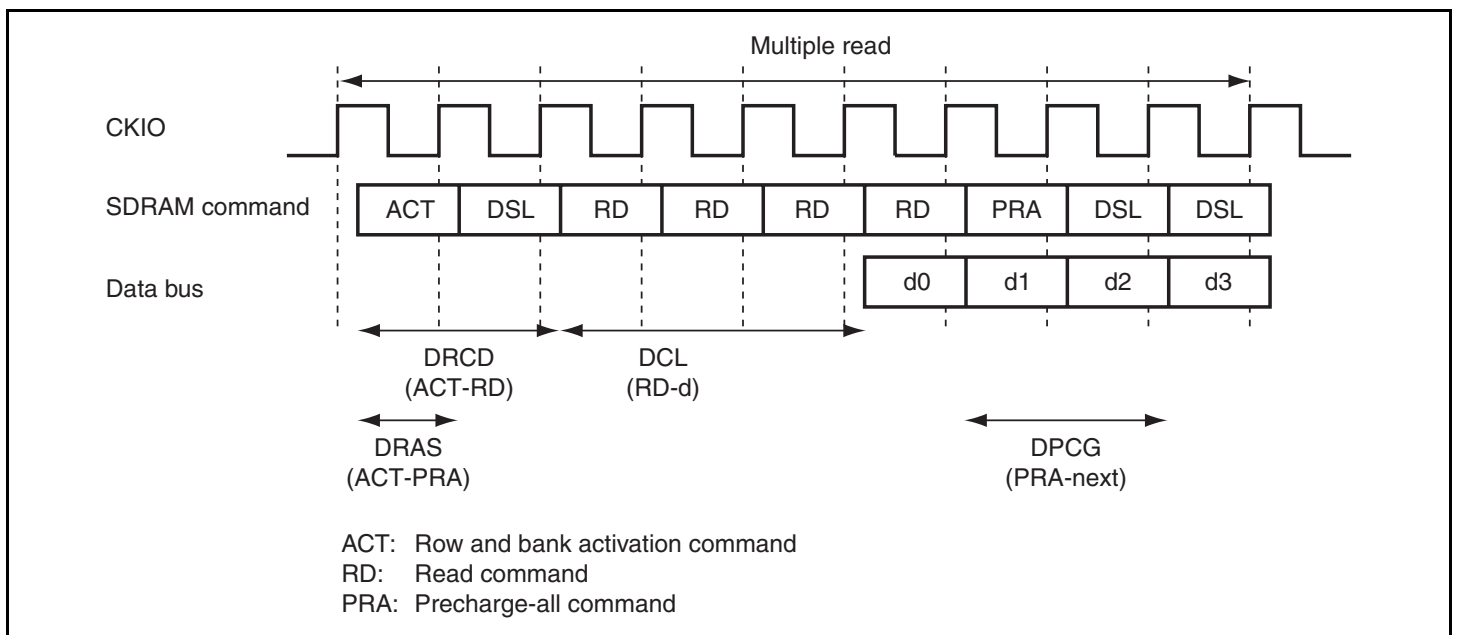 Multiple read
CKIO
SDRAM command
ACT DSL RD RD RD RD PRA DSL DSL
Data bus
d0 d1 d2 d3
DRCD
(ACT-RD)
DCL
(RD-d)
DRAS
(ACT-PRA)
DPCG
(PRA-next)
ACT: Row and bank activation command
RD: Read command
PRA: Precharge-all command